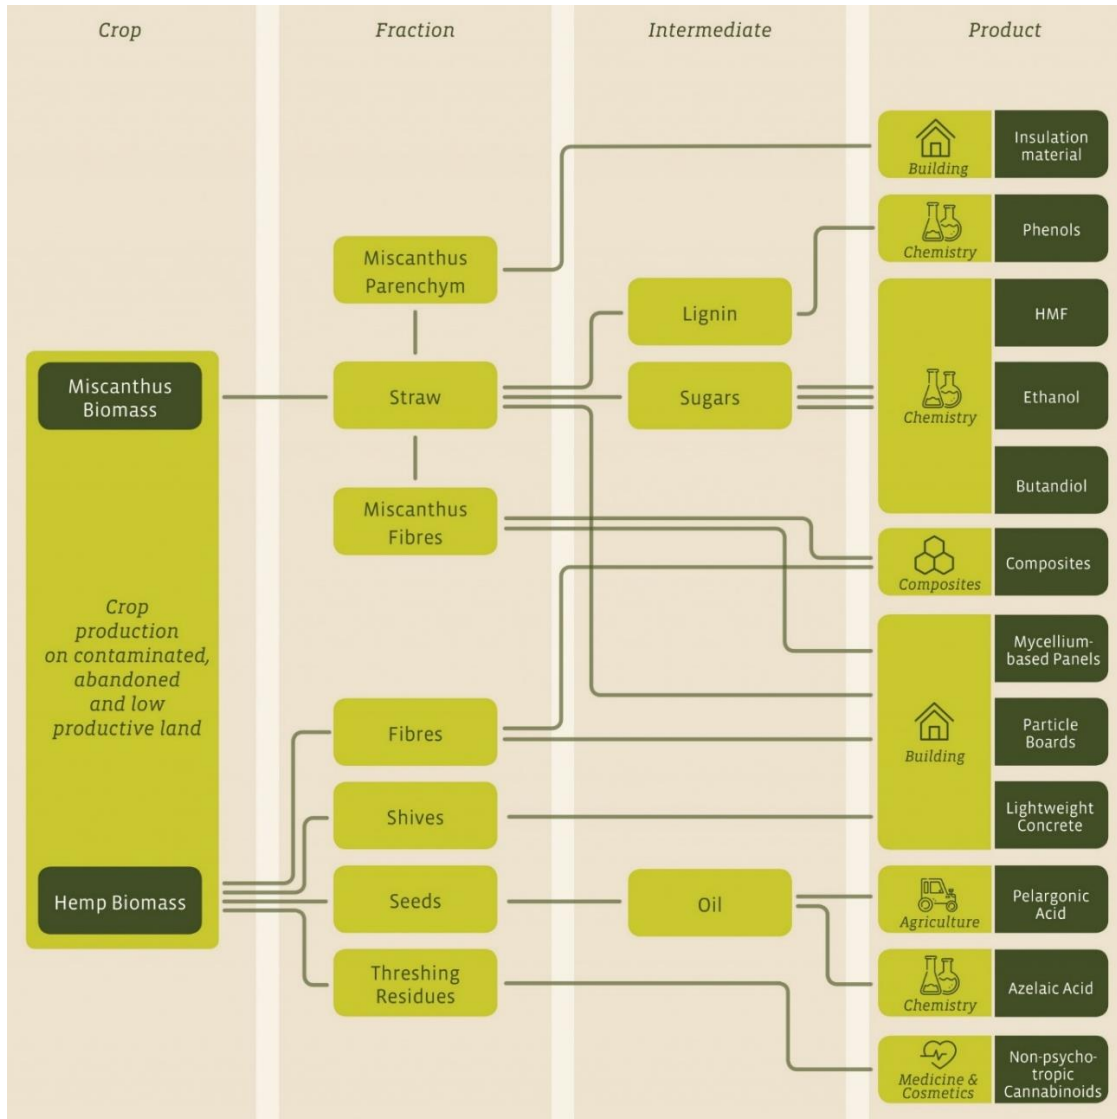 Crop
Fraction
Intermediate
Product
Building
Insulation
material
Chemistry
Phenols
Miscanthus
Parenchym
Lignin
HMF
Miscanthus
Biomass
Straw
Sugars
Chemistry
Ethanol
Butandiol
Miscanthus
Fibres
Composites
Composites
Crop
production
on contaminated,
abandoned
and low
productive land
Mycellium-
based Panels
Fibres
Building
Particle
Boards
Shives
Lightweight
Concrete
Hemp Biomass
Seeds
Oil
Agriculture
Pelargonic
Acid
Threshing
Residues
Chemistry
Azelaic Acid
Medicine &
Cosmetics
Non-psycho-
tropic
Cannabinoids